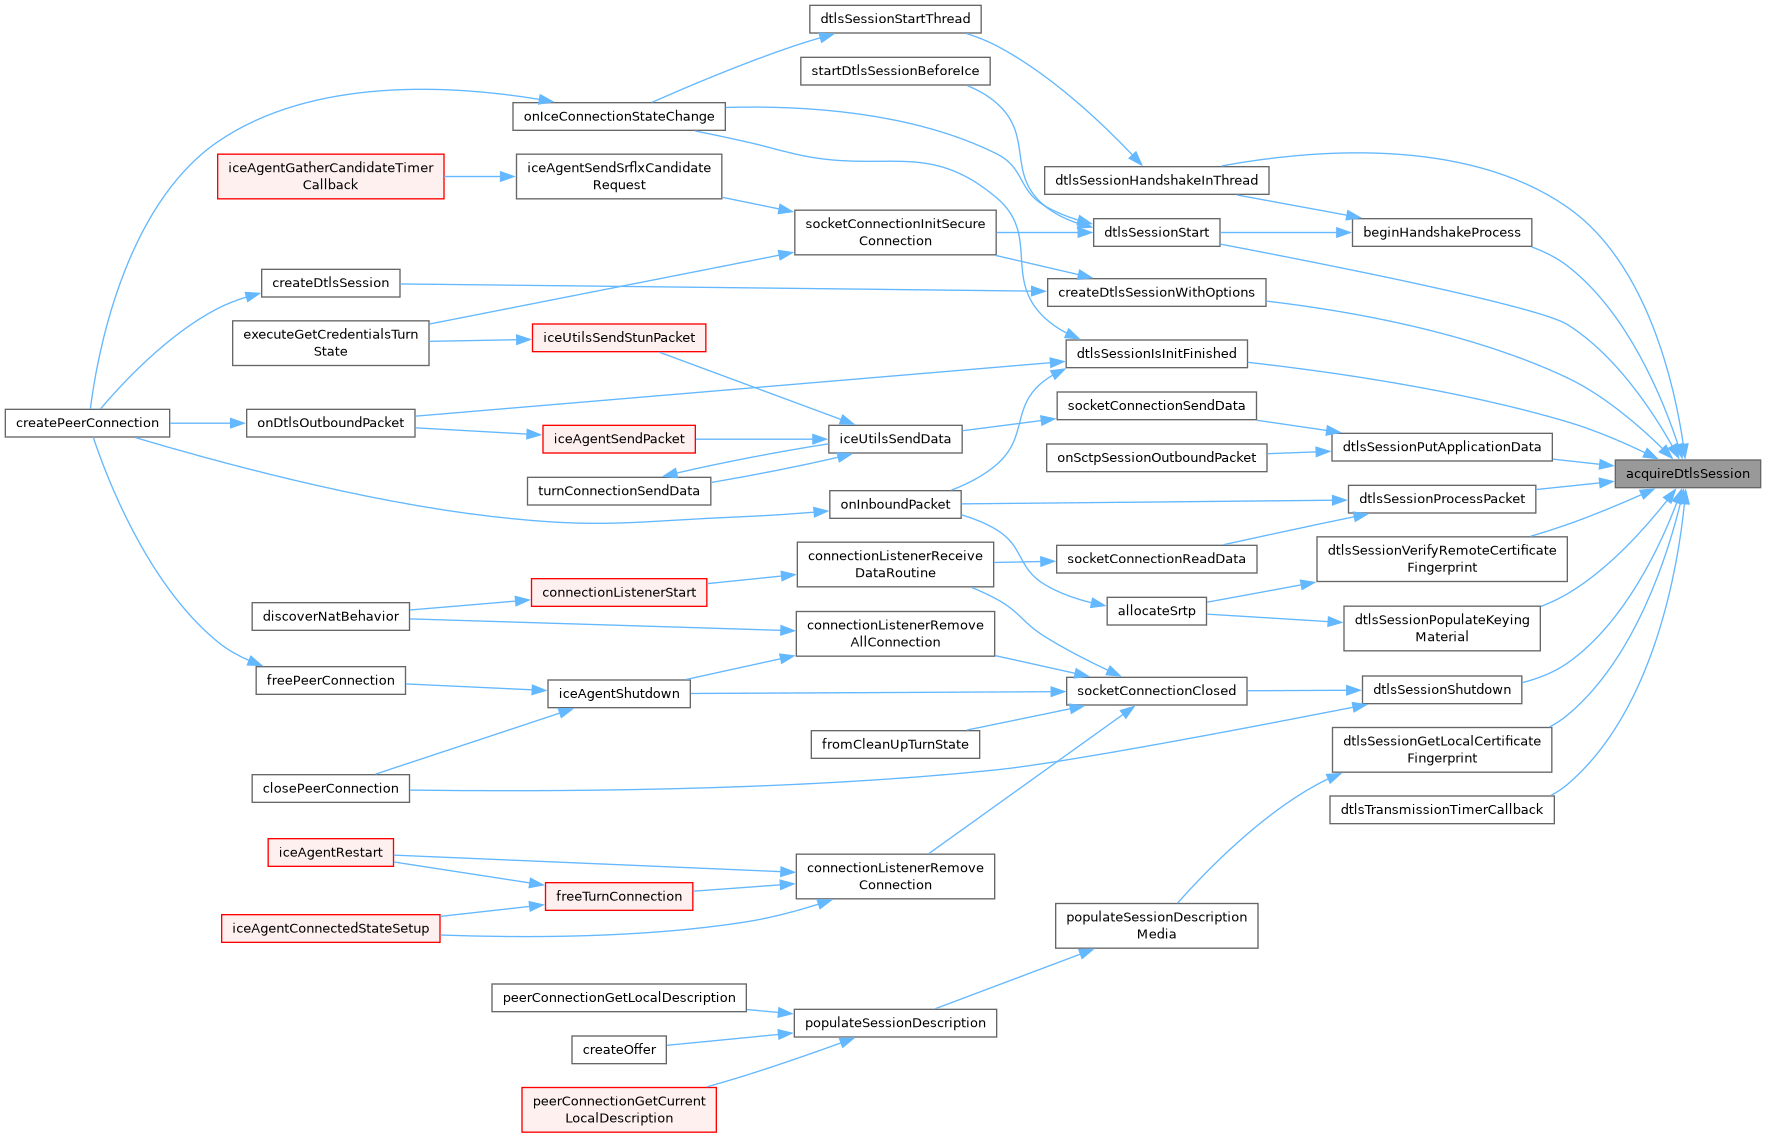 dtlsSessionStartThread
startDtlsSessionBeforeIce
onIceConnectionStateChange
iceAgentGatherCandidateTimer
Callback
iceAgentSendSrflxCandidate
Request
dtlsSessionHandshakeInThread
socketConnectionInitSecure
Connection
dtlsSessionStart
beginHandshakeProcess
createDtlsSession
createDtlsSessionWithOptions
executeGetCredentialsTurn
State
iceUtilsSendStunPacket
dtlsSessionIsInitFinished
createPeerConnection
onDtlsOutboundPacket
iceAgentSendPacket
iceUtilsSendData
socketConnectionSendData
dtlsSessionPutApplicationData
onSctpSessionOutboundPacket
acquireDtlsSession
turnConnectionSendData
onInboundPacket
dtlsSessionProcessPacket
connectionListenerReceive
DataRoutine
socketConnectionReadData
dtlsSessionVerifyRemoteCertificate
Fingerprint
connectionListenerStart
discoverNatBehavior
connectionListenerRemove
AllConnection
allocateSrtp
dtlsSessionPopulateKeying
Material
freePeerConnection
iceAgentShutdown
socketConnectionClosed
dtlsSessionShutdown
fromCleanUpTurnState
dtlsSessionGetLocalCertificate
Fingerprint
closePeerConnection
dtlsTransmissionTimerCallback
iceAgentRestart
connectionListenerRemove
Connection
freeTurnConnection
iceAgentConnectedStateSetup
populateSessionDescription
Media
peerConnectionGetLocalDescription
populateSessionDescription
createOffer
peerConnectionGetCurrent
LocalDescription